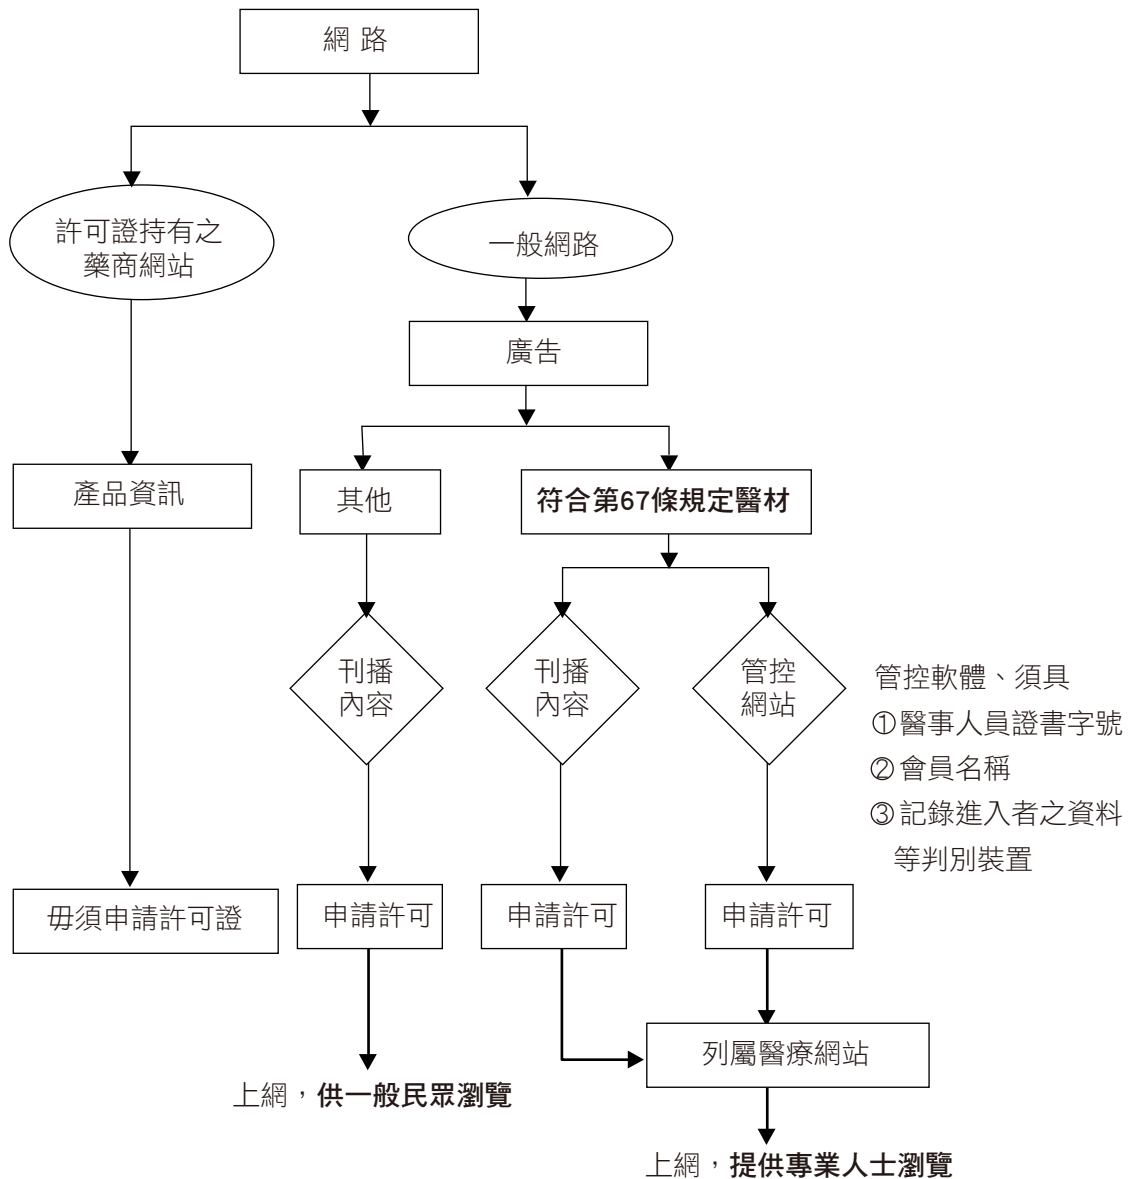 網 路
許可證持有之
藥商網站
一般網路
廣告
產品資訊
其他
符合第67條規定醫材
刊播
內容
刊播
內容
管控
網站
管控軟體、須具
①醫事人員證書字號
②會員名稱
③記錄進入者之資料
等判別裝置
毋須申請許可證
申請許可
申請許可
申請許可
列屬醫療網站
上網，供一般民眾瀏覽
上網，提供專業人士瀏覽